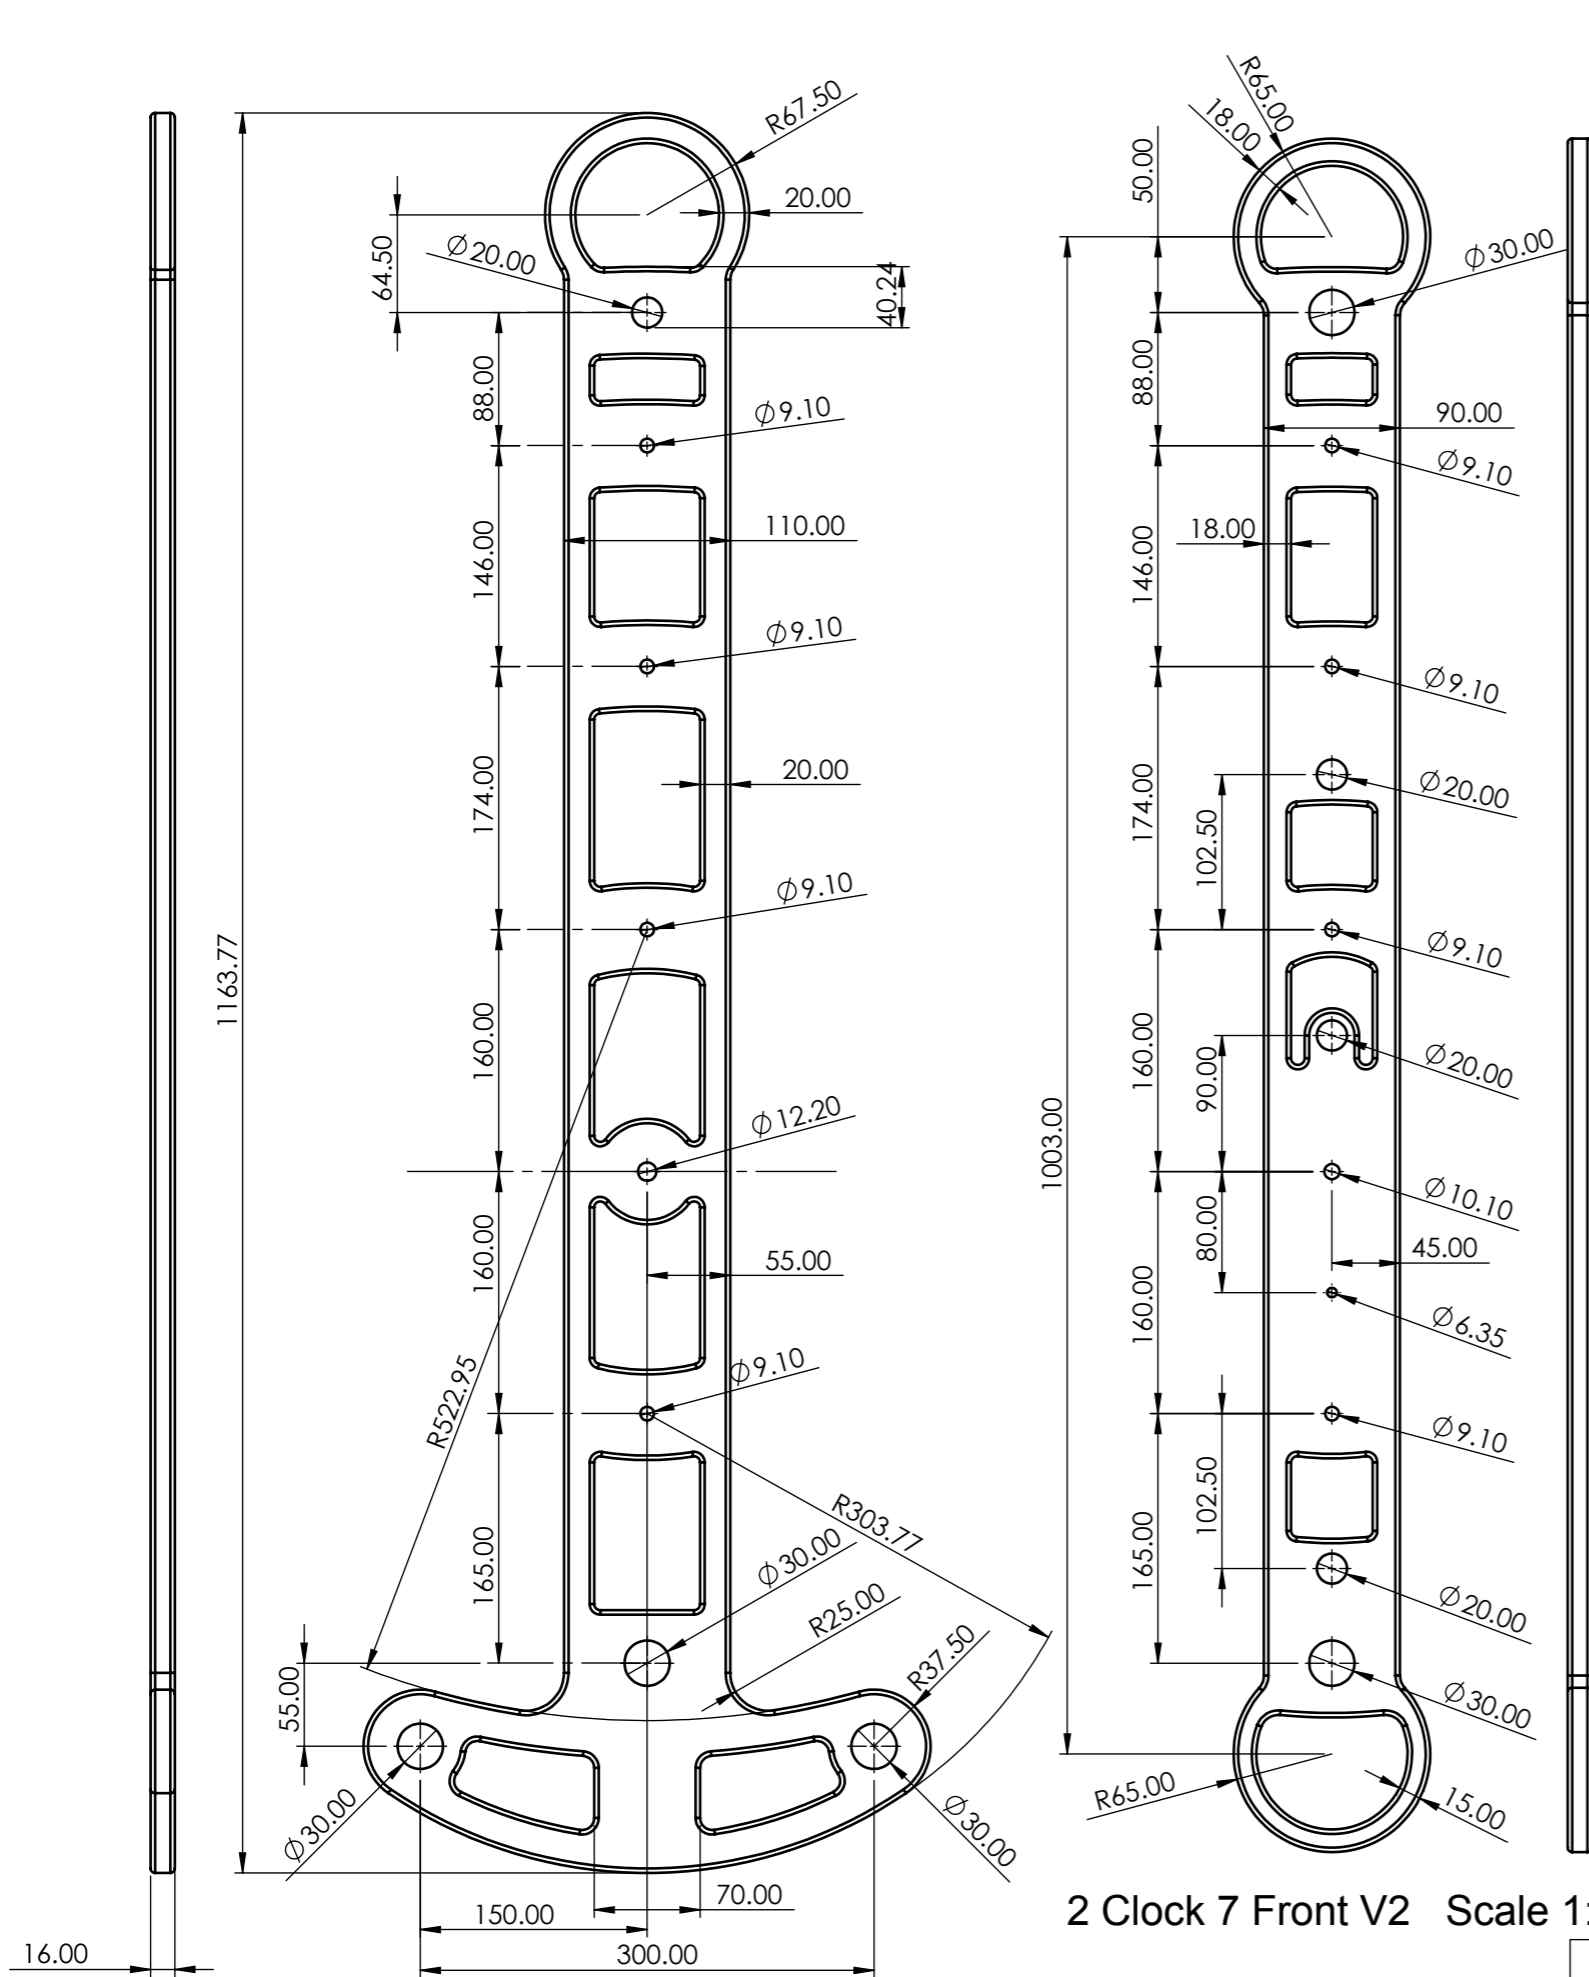 R67.50
20.00
64.50
Ø20.00
40.24
88.00
Ø9.10
146.00
110.00
Ø9.10
174.00
20.00
Ø9.10
1163.77
160.00
Ø12.20
160.00
55.00
R522.95
Ø9.10
165.00
R303.77
Ø30.00
R25.00
R37.50
55.00
Ø30.00
Ø30.00
70.00
150.00
300.00
16.00
R65.00
18.00
50.00
Ø30.00
88.00
90.00
Ø9.10
146.00
18.00
Ø9.10
174.00
Ø20.00
102.50
Ø9.10
160.00
90.00
Ø20.00
1003.00
Ø10.10
80.00
45.00
160.00
Ø6.35
Ø9.10
102.50
165.00
Ø20.00
Ø30.00
R65.00
15.00
2 Clock 7 Front V2 Scale 1: